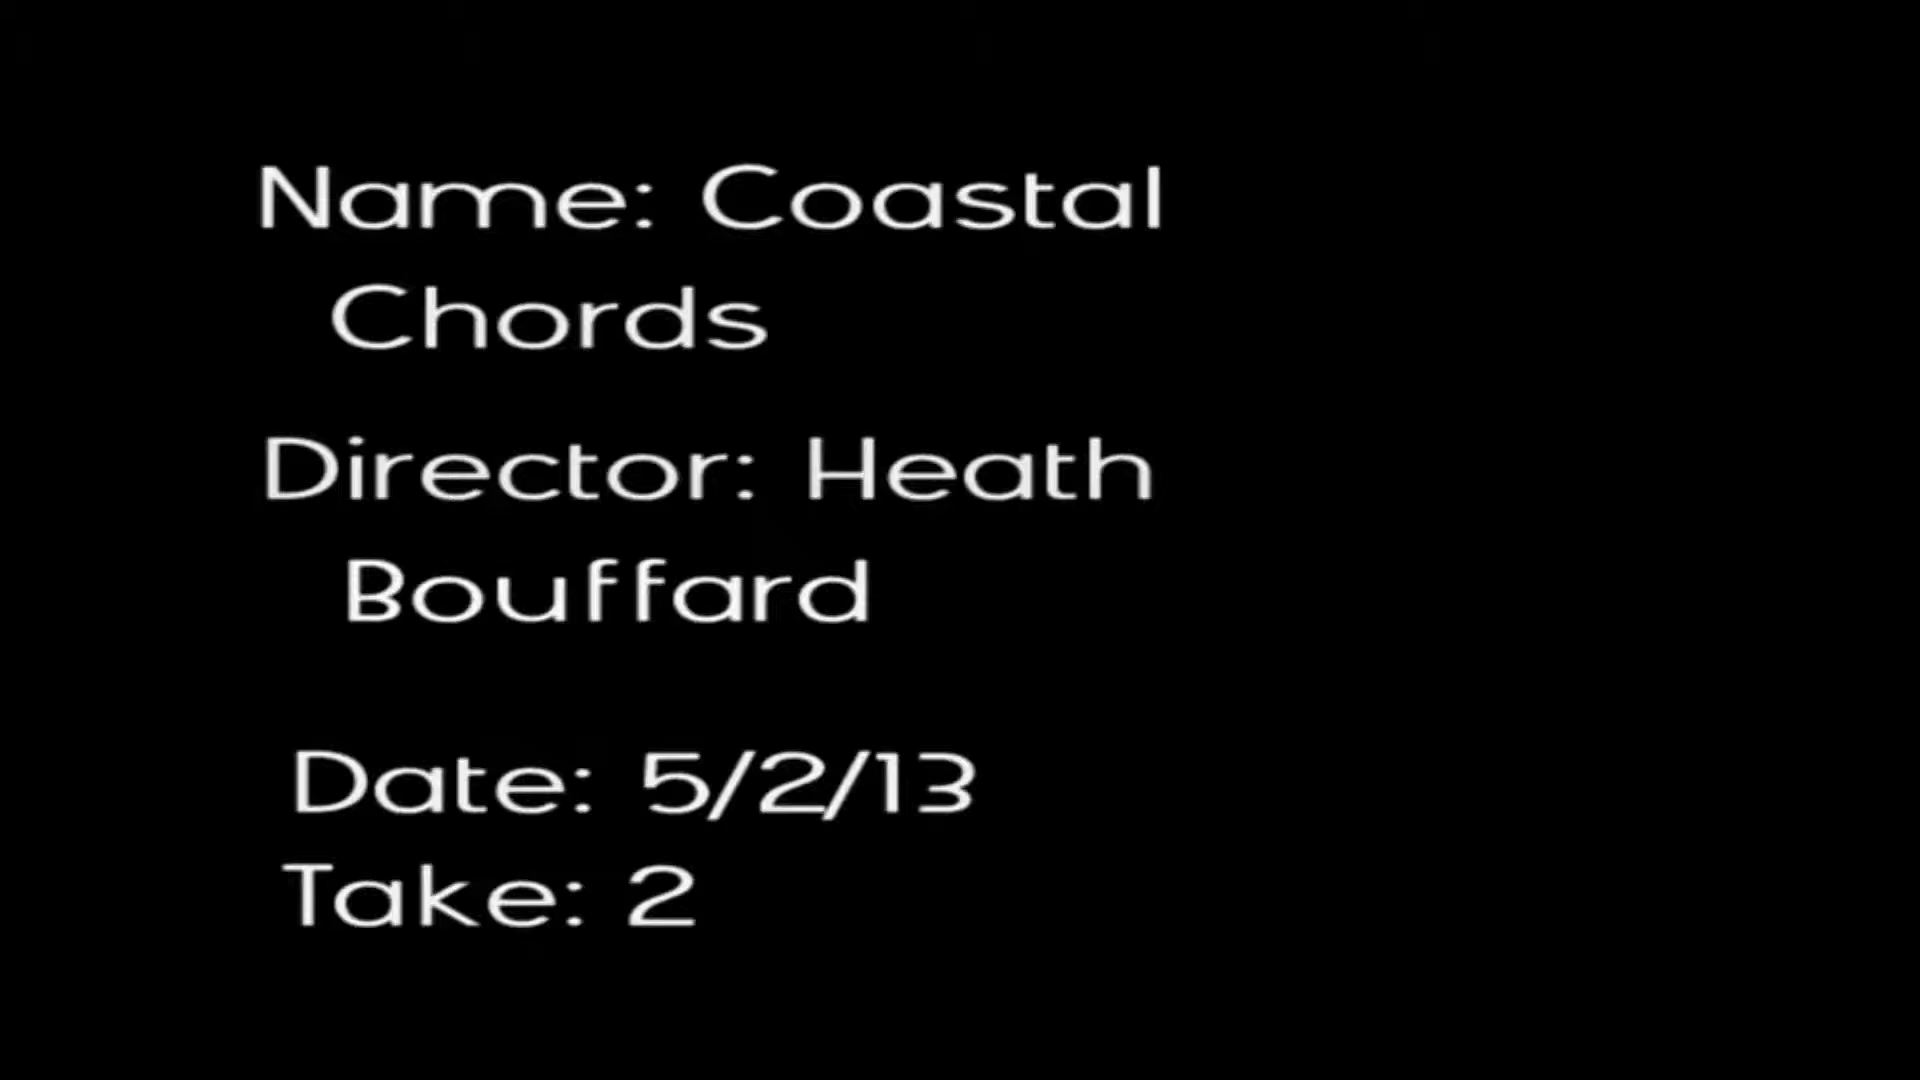 Name: Coastal
Chords
Director: Heath
Bouffard
Date: 5/2/13
Take: 2